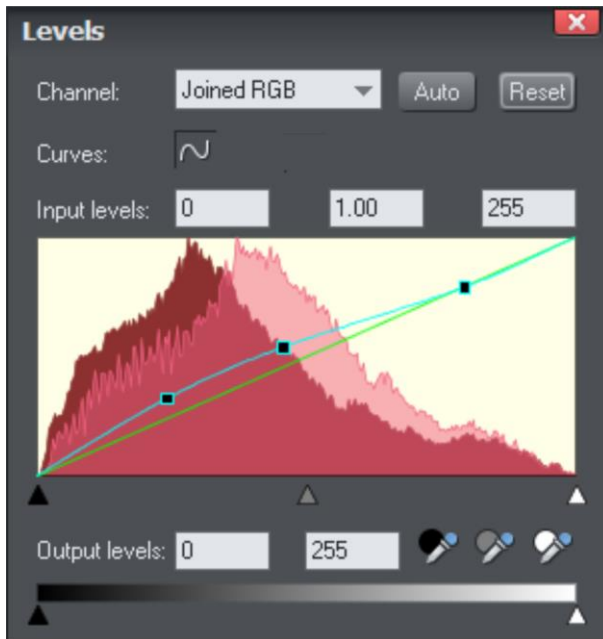 Levels
Channel: Joined RGB Auto Reset
Curves:
Input levels: 0 1.00 255
Output levels: 0 255